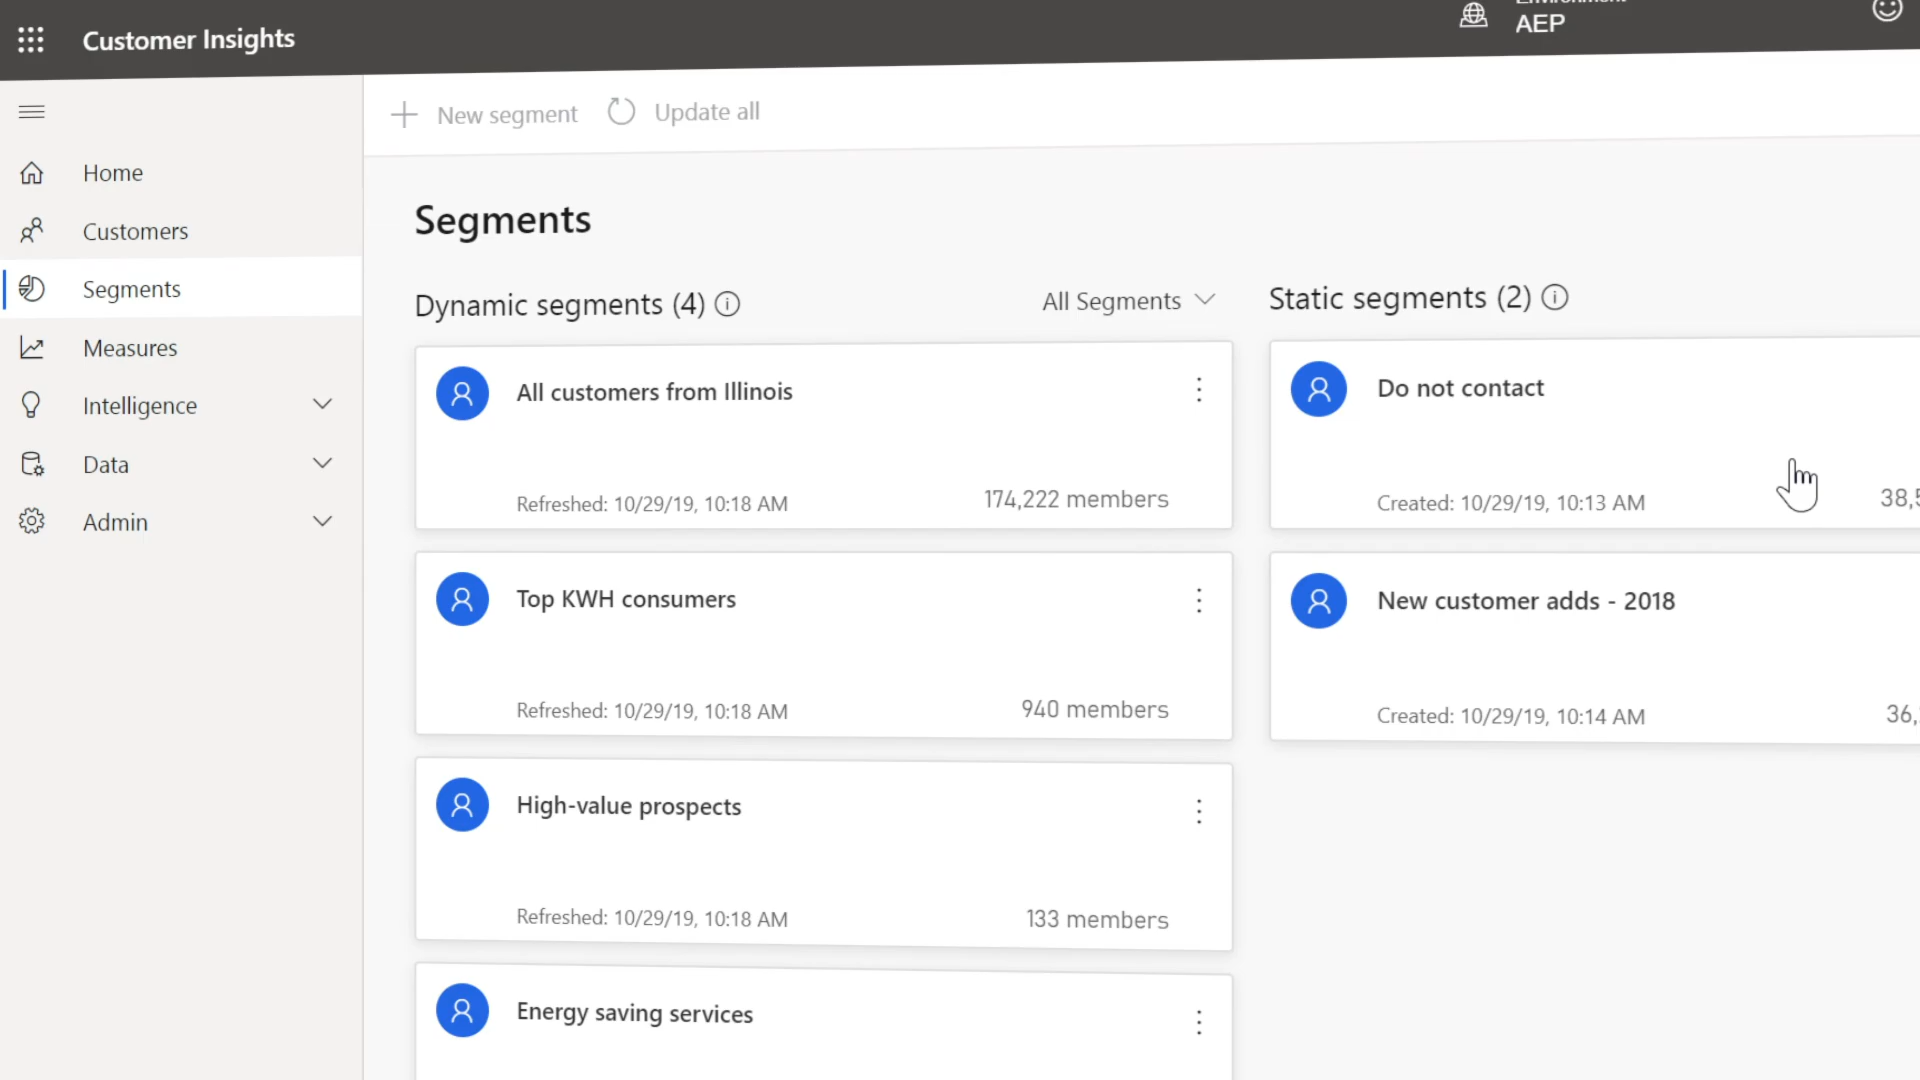 Customer Insights
AEP
New segment
Update all
Home
Customers
Segments
Measures
Intelligence
Data
Admin
Segments
Dynamic segments (4)
All Segments
All customers from Illinois
Refreshed: 10/29/19, 10:18 AM
174,222 members
Top KWH consumers
Refreshed: 10/29/19, 10:18 AM
940 members
High-value prospects
Refreshed: 10/29/19, 10:18 AM
133 members
Energy saving services
Static segments (2)
Do not contact
Created: 10/29/19, 10:13 AM
New customer adds - 2018
Created: 10/29/19, 10:14 AM